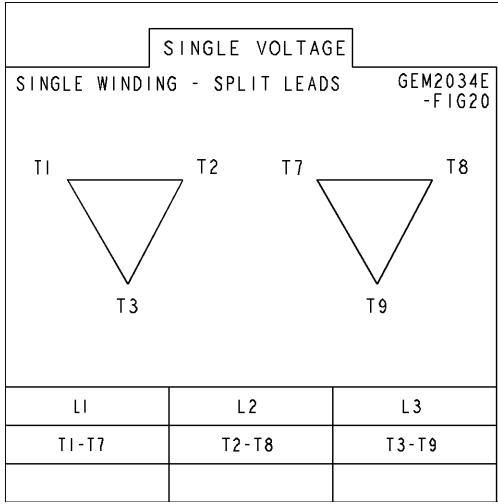 SINGLE VOLTAGE
SINGLE WINDING - SPLIT LEADS
GEM2034E
-FIG20
T1 T2 T7 T8
T3 T9
L1 L2 L3
T1-T7 T2-T8 T3-T9